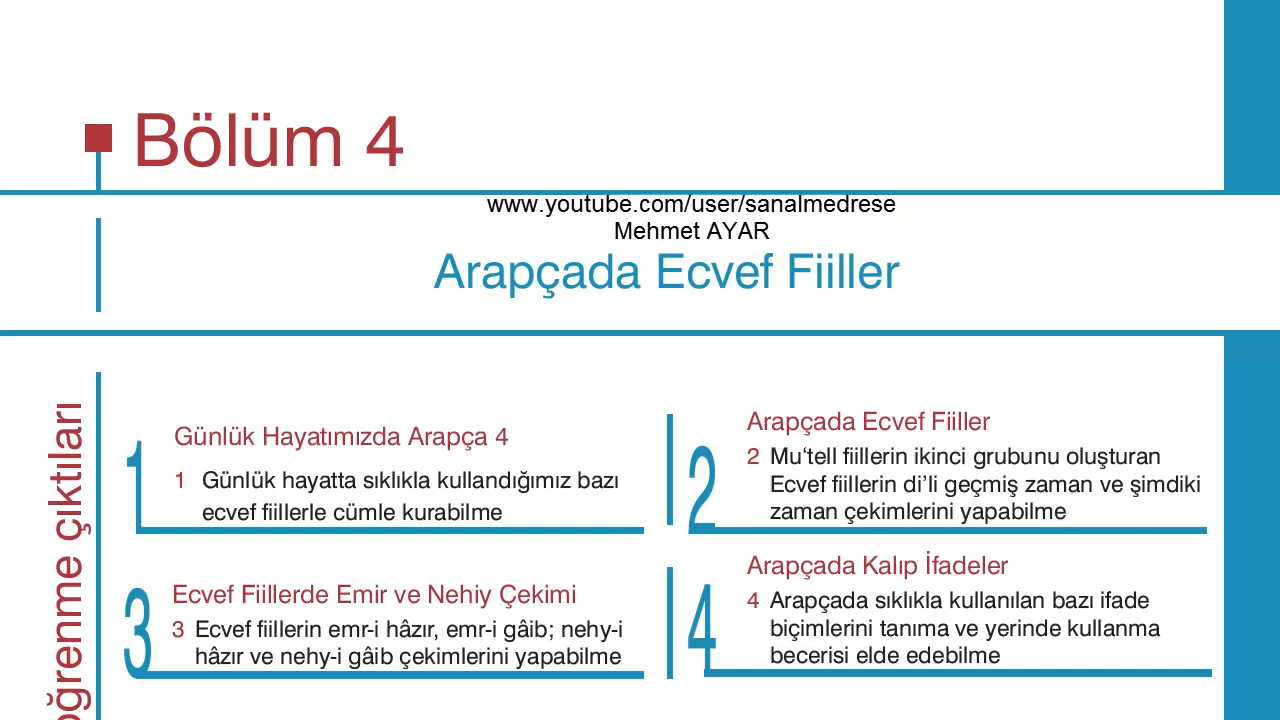 Bölüm 4
www.youtube.com/user/sanalmedrese
Mehmet AYAR
Arapçada Ecvef Fiiller
öğrenme çıktıları
1
Günlük Hayatımızda Arapça 4
1 Günlük hayatta sıklıkla kullandığımız bazı
ecvef fiillerle cümle kurabilme
2
Arapçada Ecvef Fiiller
2 Mu‘tell fiillerin ikinci grubunu oluşturan
Ecvef fiillerin di’li geçmiş zaman ve şimdiki
zaman çekimlerini yapabilme
3
Ecvef Fiillerde Emir ve Nehiy Çekimi
3 Ecvef fiillerin emr-i hâzır, emr-i gâib; nehy-i
hâzır ve nehy-i gâib çekimlerini yapabilme
4
Arapçada Kalıp İfadeler
4 Arapçada sıklıkla kullanılan bazı ifade
biçimlerini tanıma ve yerinde kullanma
becerisi elde edebilme